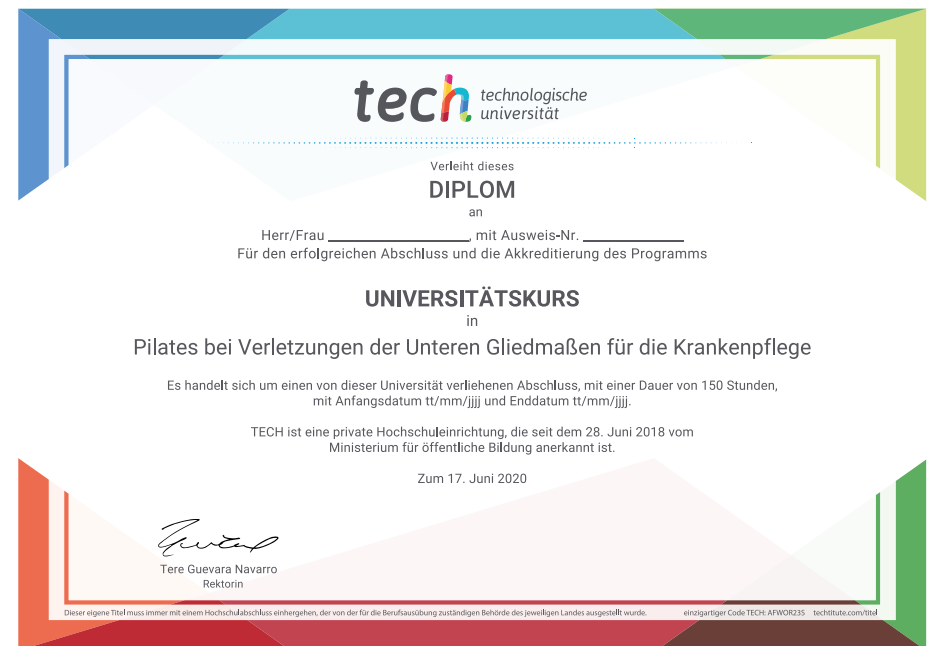 tech technologische
universität
Verleiht dieses
DIPLOM
an
Herr/Frau ____________, mit Ausweis-Nr. ____________
Für den erfolgreichen Abschluss und die Akkreditierung des Programms
UNIVERSITÄTSKURS
in
Pilates bei Verletzungen der Unteren Gliedmaßen für die Krankenpflege
Es handelt sich um einen von dieser Universität verliehenen Abschluss, mit einer Dauer von 150 Stunden,
mit Anfangsdatum tt/mm/jjjj und Enddatum tt/mm/jjjj.
TECH ist eine private Hochschuleinrichtung, die seit dem 28. Juni 2018 vom
Ministerium für öffentliche Bildung anerkannt ist.
Zum 17. Juni 2020
Tere Guevara Navarro
Rektorin
Dieser eigene Titel muss immer mit einem Hochschulabschluss einhergehen, der von der für die Berufsausübung zuständigen Behörde des jeweiligen Landes ausgestellt wurde. einzigartiger Code TECH: AFWOR23S techtitute.com/titel